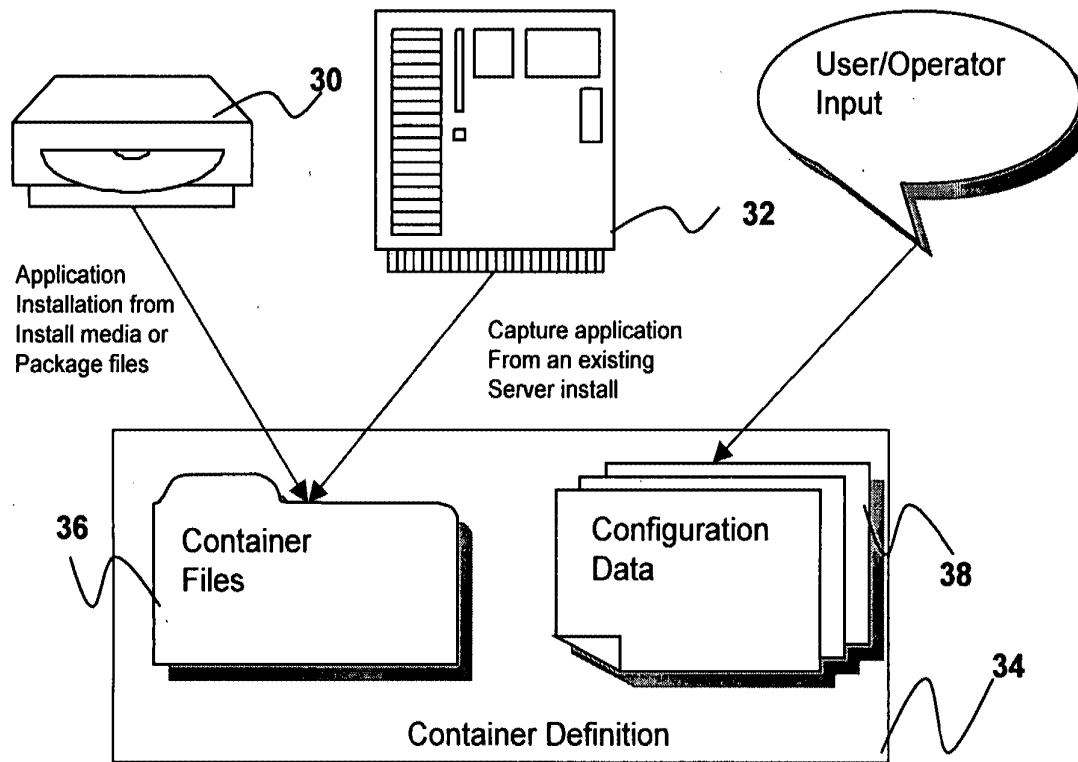 30
User/Operator
Input
32
Application
Installation from
Install media or
Package files
Capture application
From an existing
Server install
36
Container
Files
Configuration
Data
38
34
Container Definition